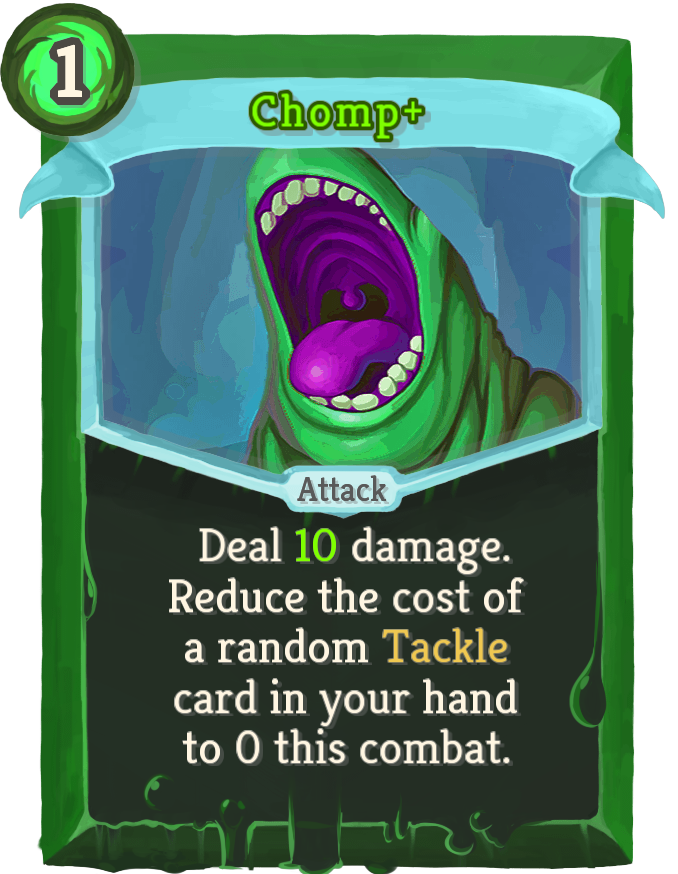 1
Chomp+
Attack
Deal 10 damage.
Reduce the cost of
a random Tackle
card in your hand
to 0 this combat.